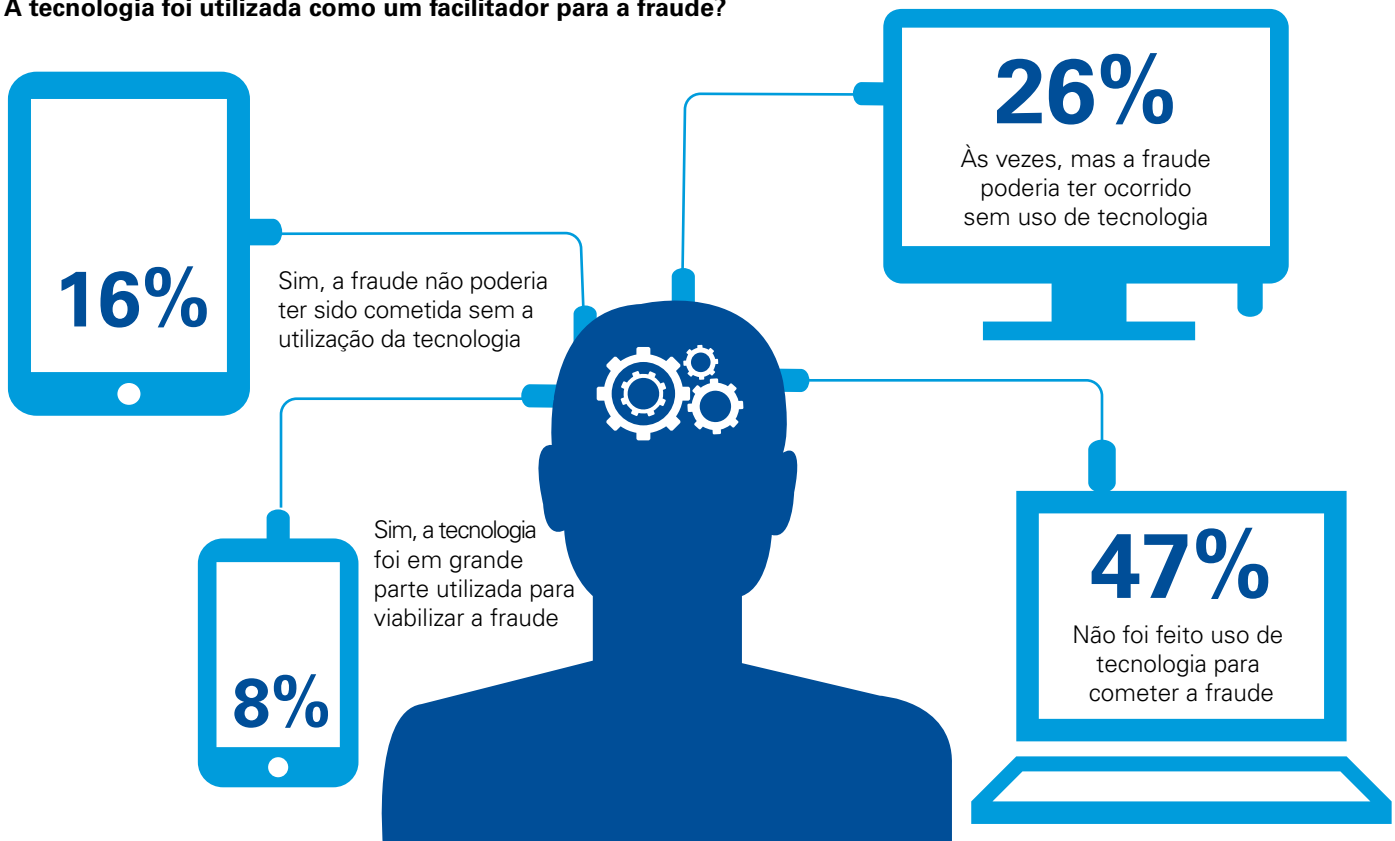 A tecnologia foi utilizada como um facilitador para a fraude?
26%
Às vezes, mas a fraude
poderia ter ocorrido
sem uso de tecnologia
16%
Sim, a fraude não poderia
ter sido cometida sem a
utilização da tecnologia
8%
Sim, a tecnologia
foi em grande
parte utilizada para
viabilizar a fraude
47%
Não foi feito uso de
tecnologia para
cometer a fraude